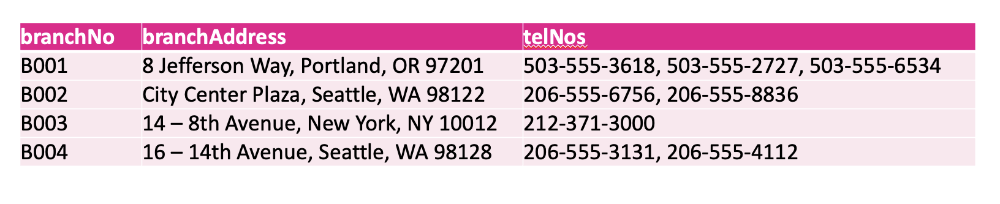 branchNo branchAddress telNos
B001 8 Jefferson Way, Portland, OR 97201 503-555-3618, 503-555-2727, 503-555-6534
B002 City Center Plaza, Seattle, WA 98122 206-555-6756, 206-555-8836
B003 14 – 8th Avenue, New York, NY 10012 212-371-3000
B004 16 – 14th Avenue, Seattle, WA 98128 206-555-3131, 206-555-4112